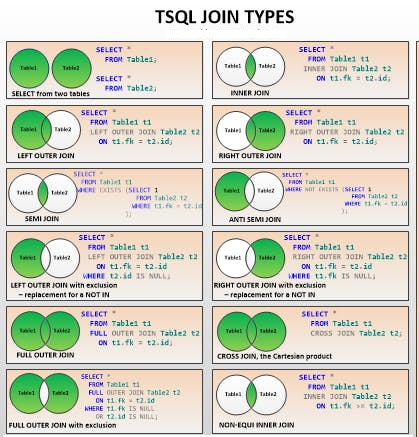 TSQL JOIN TYPES
Table1 Table2
SELECT *
FROM Table1;
SELECT *
FROM Table2;
SELECT from two tables
Table1 Table2
SELECT *
FROM Table1 t1
INNER JOIN Table2 t2
ON t1.fk = t2.id;
INNER JOIN
Table1 Table2
SELECT *
FROM Table1 t1
LEFT OUTER JOIN Table2 t2
ON t1.fk = t2.id;
LEFT OUTER JOIN
Table1 Table2
SELECT *
FROM Table1 t1
RIGHT OUTER JOIN Table2 t2
ON t1.fk = t2.id;
RIGHT OUTER JOIN
Table1 Table2
SELECT *
FROM Table1 t1
WHERE EXISTS (SELECT 1
FROM Table2 t2
WHERE t1.fk = t2.id
);
SEMI JOIN
Table1 Table2
SELECT *
FROM Table1 t1
WHERE NOT EXISTS (SELECT 1
FROM Table2 t2
WHERE t1.fk = t2.id
);
ANTI SEMI JOIN
Table1 Table2
SELECT *
FROM Table1 t1
LEFT OUTER JOIN Table2 t2
ON t1.fk = t2.id
WHERE t2.id IS NULL;
LEFT OUTER JOIN with exclusion
– replacement for a NOT IN
Table1 Table2
SELECT *
FROM Table1 t1
RIGHT OUTER JOIN Table2 t2
ON t1.fk = t2.id
WHERE t1.fk IS NULL;
RIGHT OUTER JOIN with exclusion
– replacement for a NOT IN
Table1 Table2
SELECT *
FROM Table1 t1
FULL OUTER JOIN Table2 t2
ON t1.fk = t2.id;
FULL OUTER JOIN
Table1 Table2
SELECT *
FROM Table1 t1
CROSS JOIN Table2 t2;
CROSS JOIN, the Cartesian product
Table1 Table2
SELECT *
FROM Table1 t1
FULL OUTER JOIN Table2 t2
ON t1.fk = t2.id
WHERE t1.fk IS NULL
OR t2.id IS NULL;
FULL OUTER JOIN with exclusion
Table1 Table2
SELECT *
FROM Table1 t1
INNER JOIN Table2 t2
ON t1.fk >= t2.id;
NON-EQUI INNER JOIN